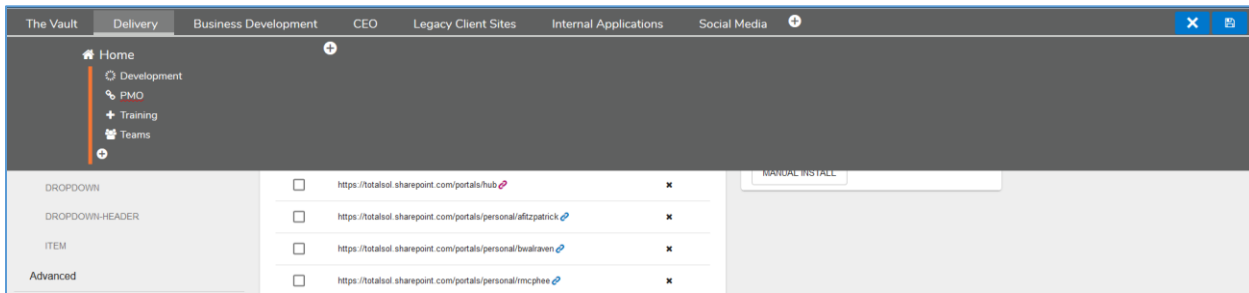 The Vault Delivery Business Development CEO Legacy Client Sites Internal Applications Social Media
Home
Development
PMO
Training
Teams
MANUAL INSTALL
DROPDOWN
https://totalsol.sharepoint.com/portals/hub
DROPDOWN-HEADER
https://totalsol.sharepoint.com/portals/personal/afitzpatrick
ITEM
https://totalsol.sharepoint.com/portals/personal/bwalraven
Advanced
https://totalsol.sharepoint.com/portals/personal/rmcphee